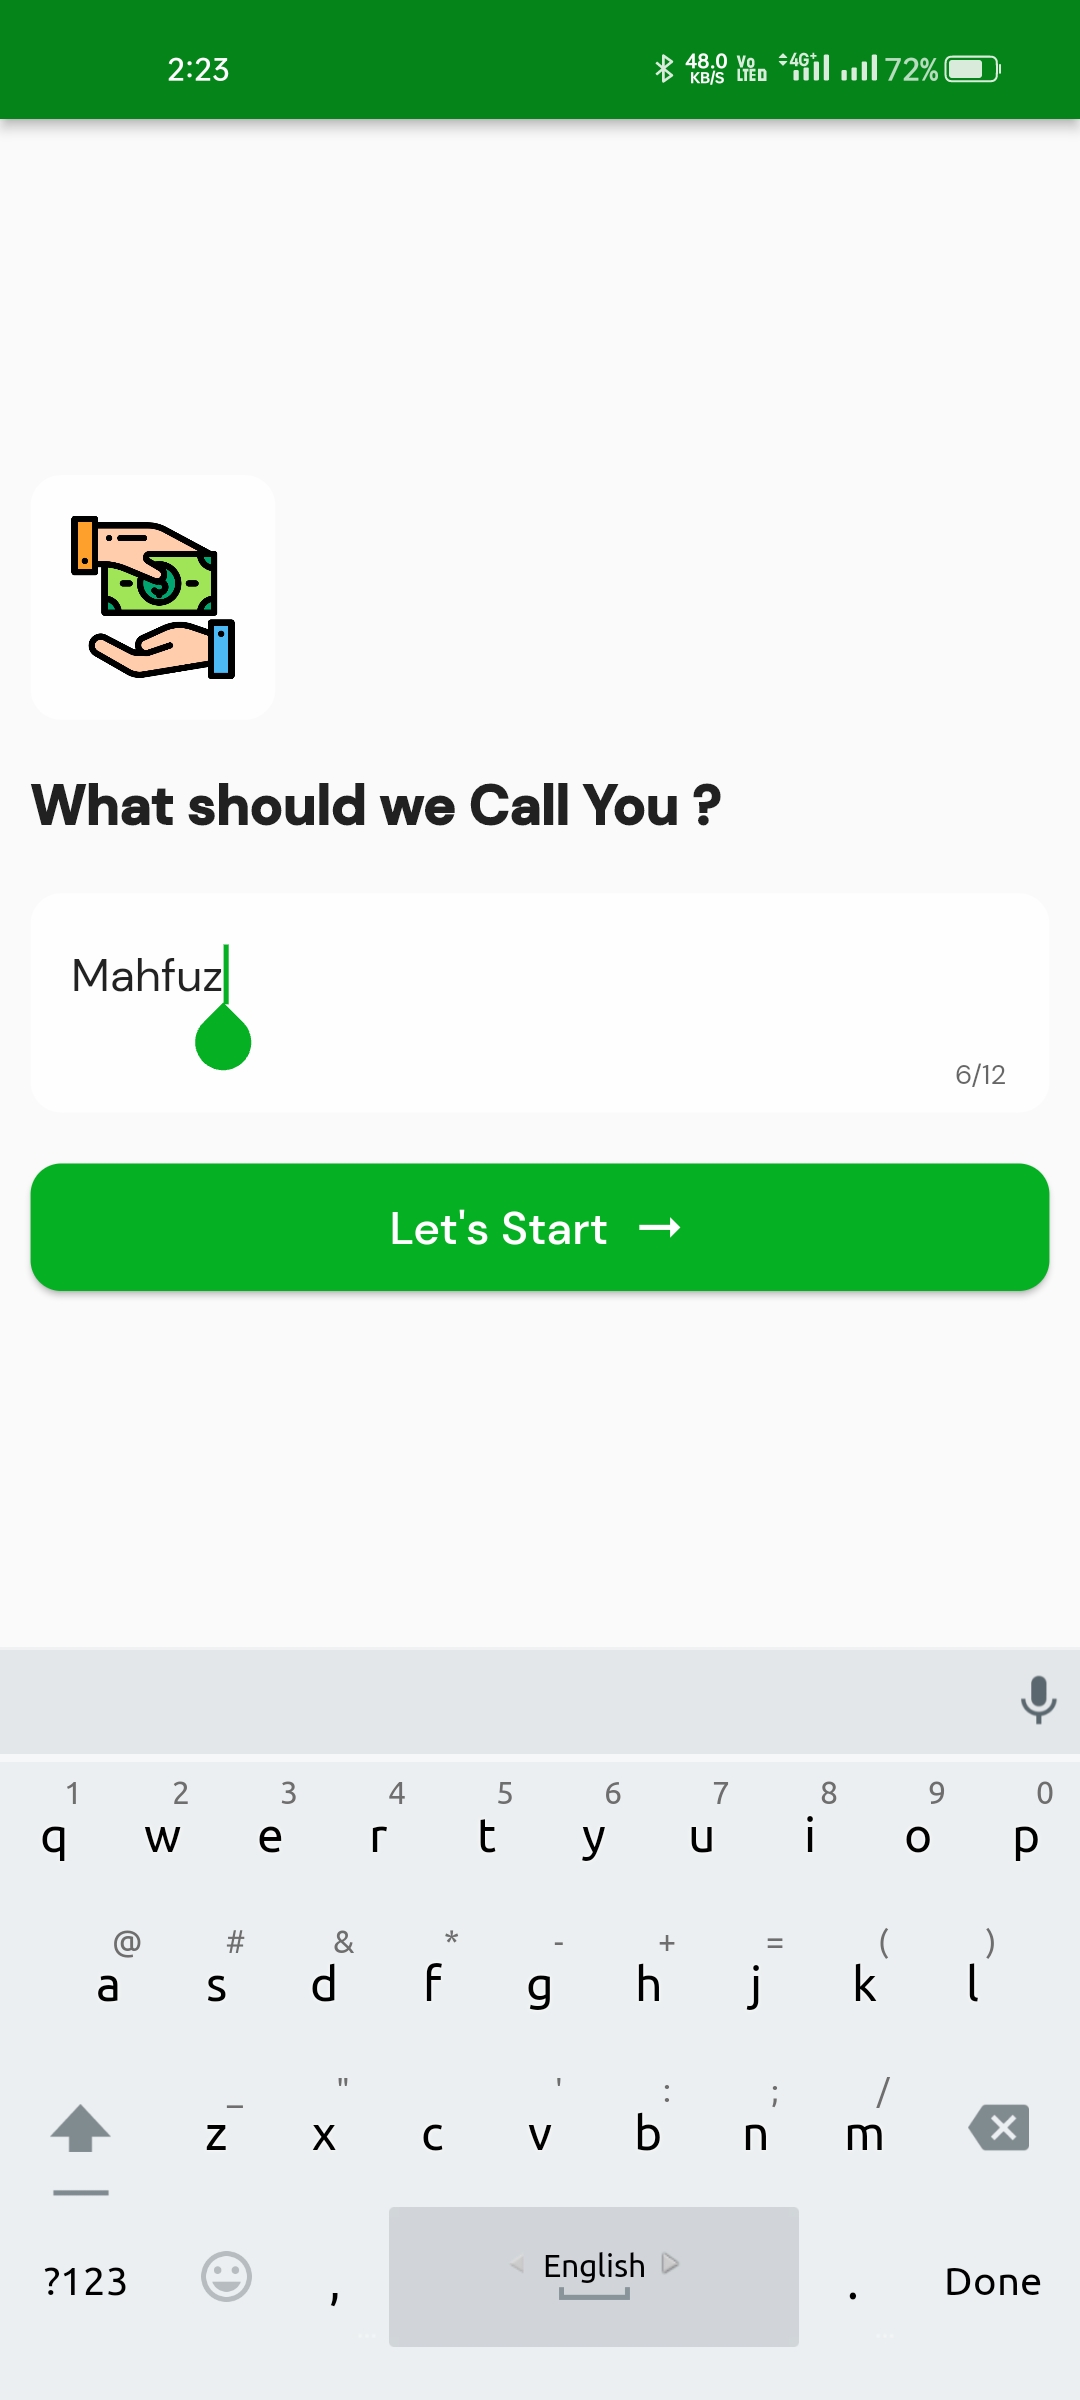 2:23 48.0 KB/S Vo LTE 4G+ 72%
What should we Call You ?
Mahfuz
6/12
Let's Start →
1 2 3 4 5 6 7 8 9 0
q w e r t y u i o p
@ # & * - + = ( )
a s d f g h j k l
_ " ' : ; /
z x c v b n m
?123 , English . Done